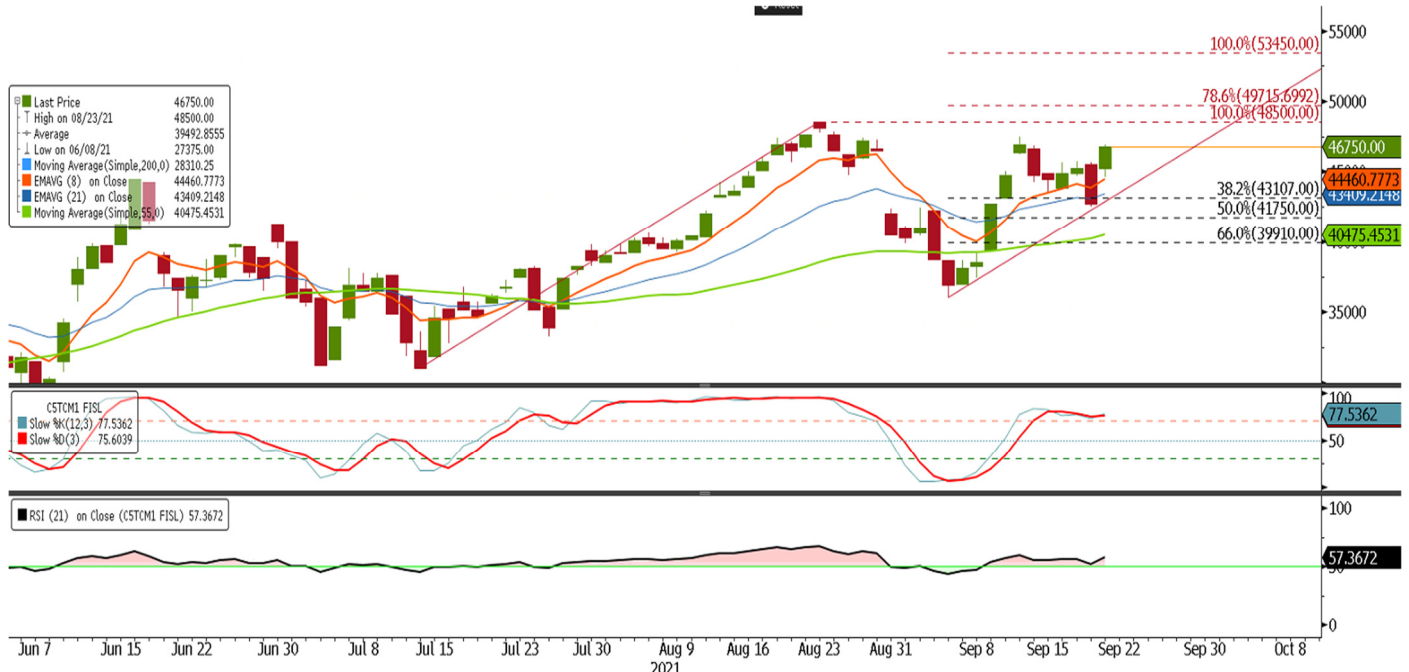 55000
100.0%(53450.00)
78.6%(49715.6992)
50000
100.0%(48500.00)
Last Price 46750.00
High on 08/23/21 48500.00
Average 39492.8555
Low on 06/08/21 27375.00
Moving Average(Simple,200,0) 28310.25
EMAVG (8) on Close 44460.7773
EMAVG (21) on Close 43409.2148
Moving Average(Simple,55,0) 40475.4531
46750.00
44460.7773
38.2%(43107.00)
43409.2148
50.0%(41750.00)
40475.4531
66.0%(39910.00)
35000
C5TCM1 FISL
Slow %K(12,3) 77.5362
Slow %D(3) 75.6039
100
77.5362
50
0
RSI (21) on Close (C5TCM1 FISL) 57.3672
100
57.3672
0
Jun 7 Jun 15 Jun 22 Jun 30 Jul 8 Jul 15 Jul 23 Jul 30 Aug 9 Aug 16 Aug 23 Aug 31 Sep 8 Sep 15 Sep 22 Sep 30 Oct 8
2021